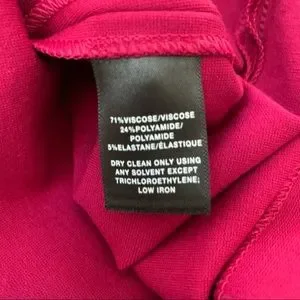 71%VISCOSE/VISCOSE
24%POLYAMIDE/
POLYAMIDE
5%ELASTANE/ÉLASTIQUE
DRY CLEAN ONLY USING
ANY SOLVENT EXCEPT
TRICHLOROETHYLENE;
LOW IRON